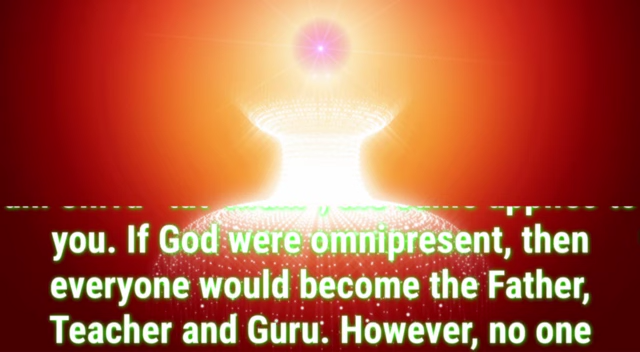 you. If God were omnipresent, then
everyone would become the Father,
Teacher and Guru. However, no one